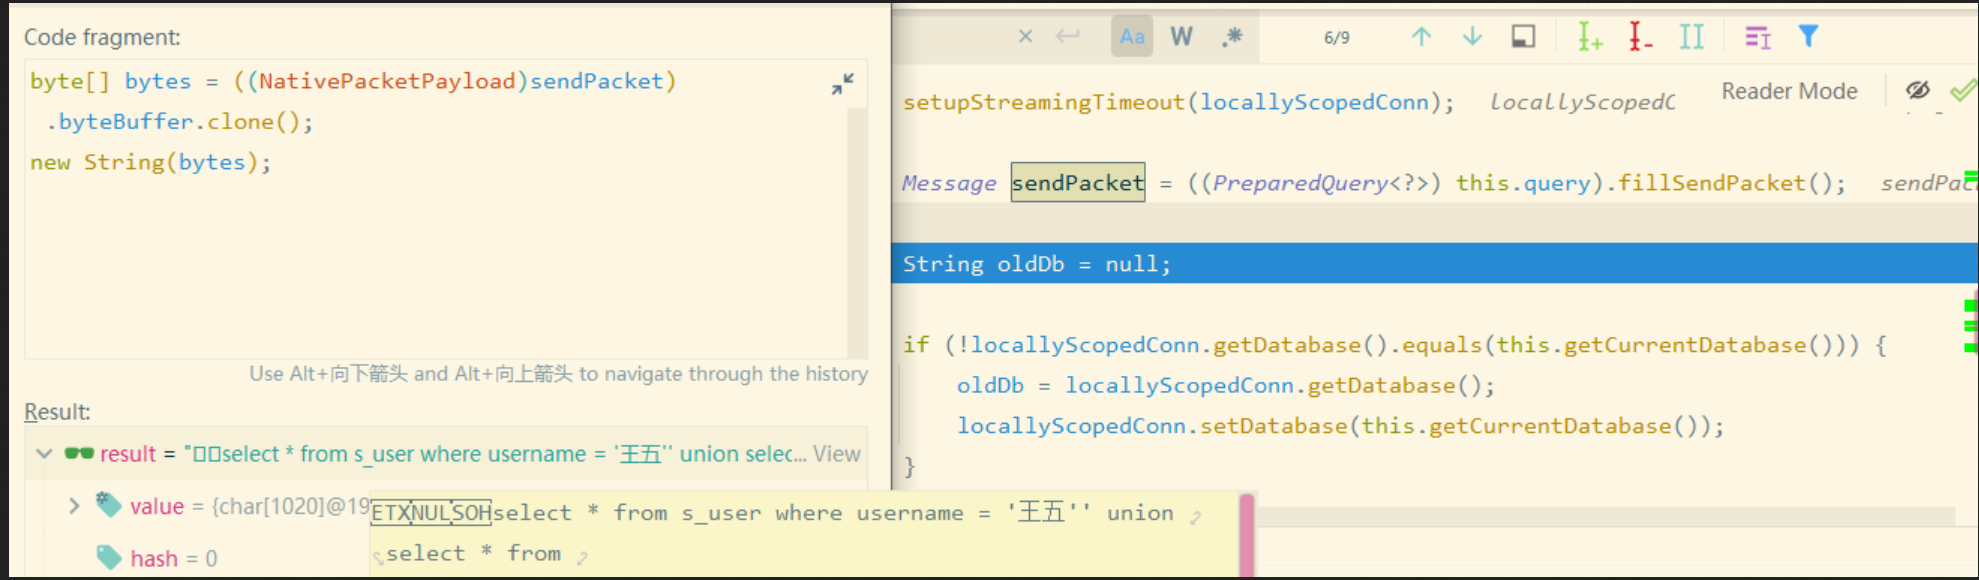 Code fragment:
byte[] bytes = ((NativePacketPayload)sendPacket)
.byteBuffer.clone();
new String(bytes);
Use Alt+向下箭头 and Alt+向上箭头 to navigate through the history
Result:
result = "□□select * from s_user where username = '王五'' union selec... View
value = {char[1020]@19
hash = 0
ETXNULSOHselect * from s_user where username = '王五'' union
select * from
Aa W .* 6/9
Reader Mode
setupStreamingTimeout(locallyScopedConn); locallyScopedC
Message sendPacket = ((PreparedQuery<?>) this.query).fillSendPacket(); sendPac
String oldDb = null;
if (!locallyScopedConn.getDatabase().equals(this.getCurrentDatabase())) {
oldDb = locallyScopedConn.getDatabase();
locallyScopedConn.setDatabase(this.getCurrentDatabase());
}